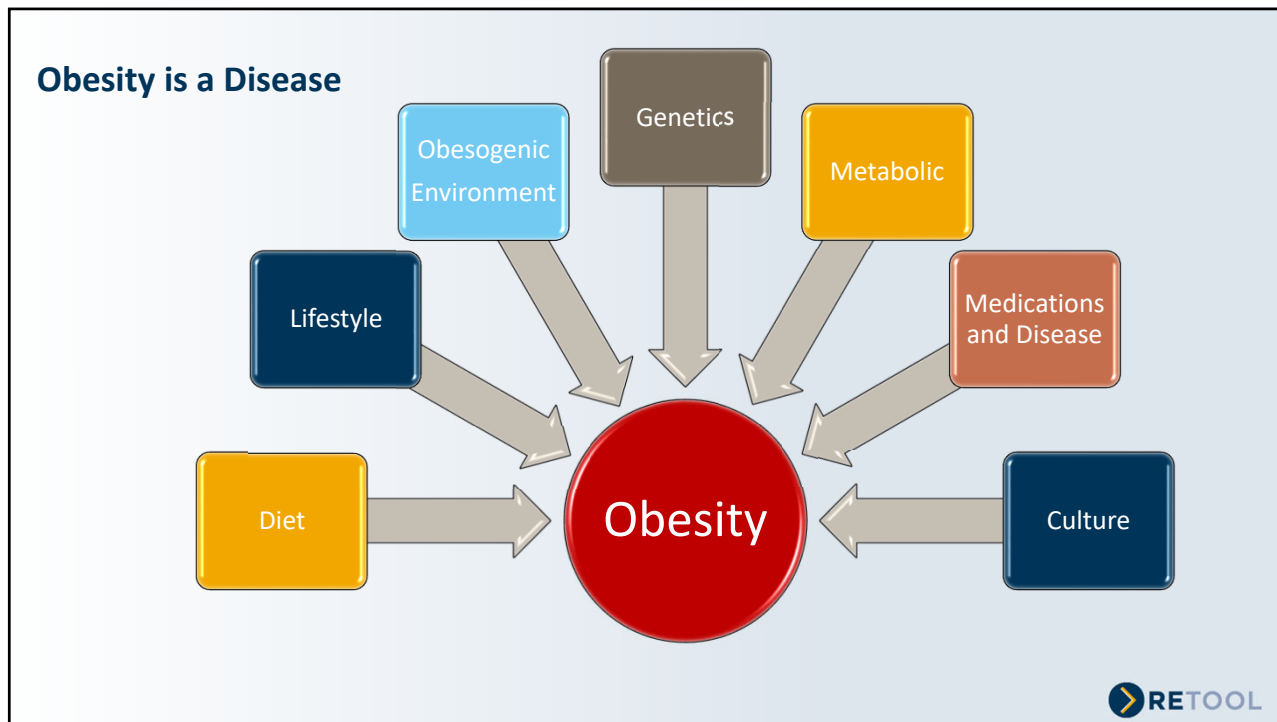 Obesity is a Disease
Genetics
Obesogenic
Environment
Metabolic
Lifestyle
Medications
and Disease
Diet
Obesity
Culture
RETOOL